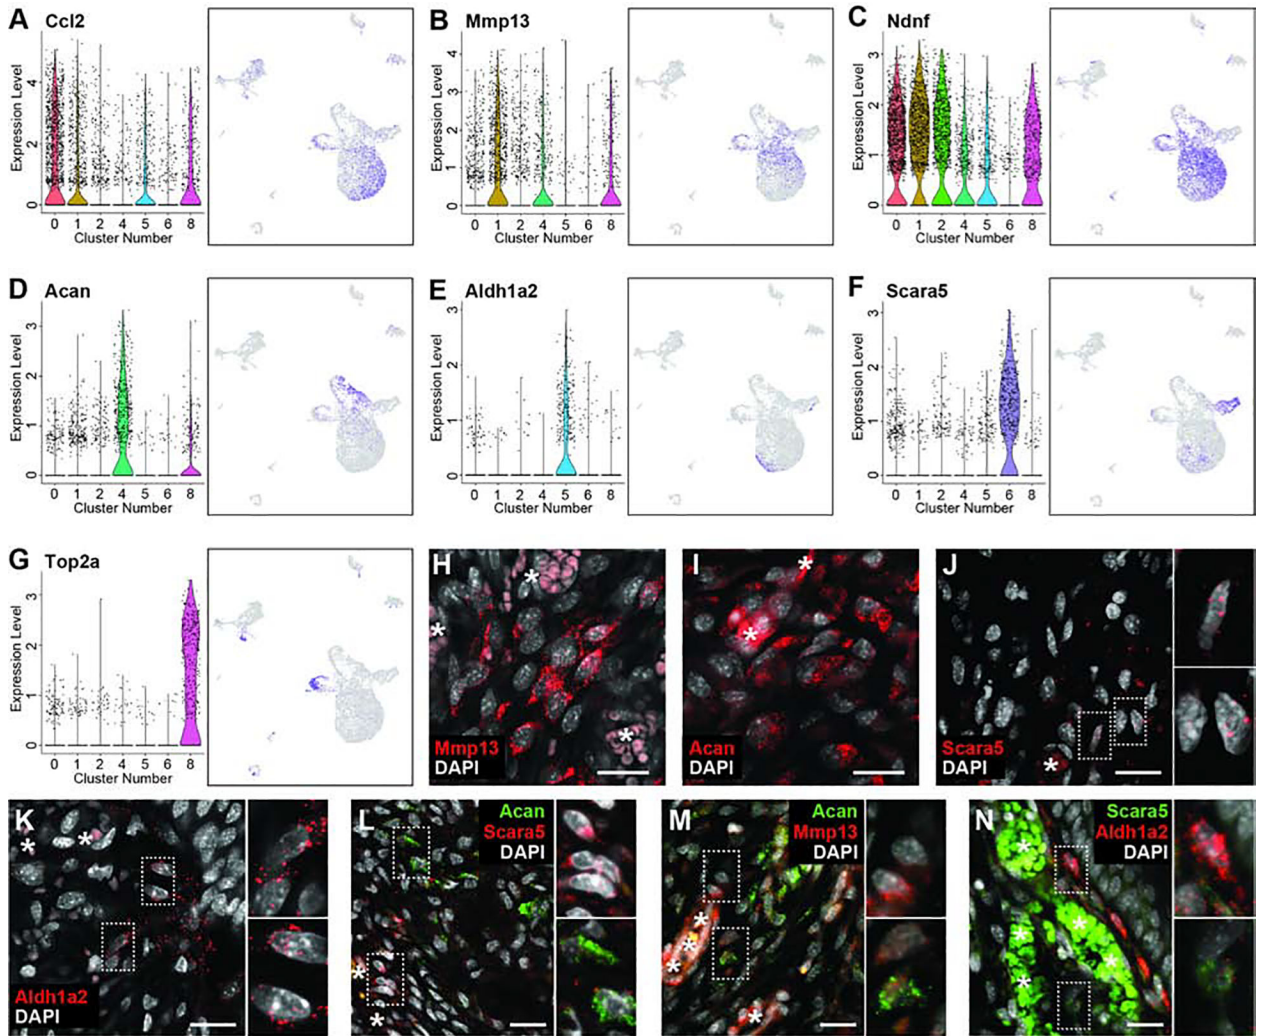 A Ccl2
Expression Level
4
2
0
0 1 2 4 5 6 8
Cluster Number
B Mmp13
Expression Level
4
3
2
1
0
0 1 2 4 5 6 8
Cluster Number
C Ndnf
Expression Level
3
2
1
0
0 1 2 4 5 6 8
Cluster Number
D Acan
Expression Level
3
2
1
0
0 1 2 4 5 6 8
Cluster Number
E Aldh1a2
Expression Level
3
2
1
0
0 1 2 4 5 6 8
Cluster Number
F Scara5
Expression Level
3
2
1
0
0 1 2 4 5 6 8
Cluster Number
G Top2a
Expression Level
3
2
1
0
0 1 2 4 5 6 8
Cluster Number
H
*
*
*
Mmp13
DAPI
I
*
*
Acan
DAPI
J
*
Scara5
DAPI
K
* *
Aldh1a2
DAPI
L
Acan
Scara5
DAPI
*
*
M
Acan
Mmp13
DAPI
*
*
*
*
N
Scara5
Aldh1a2
DAPI
*
*
*
*
*